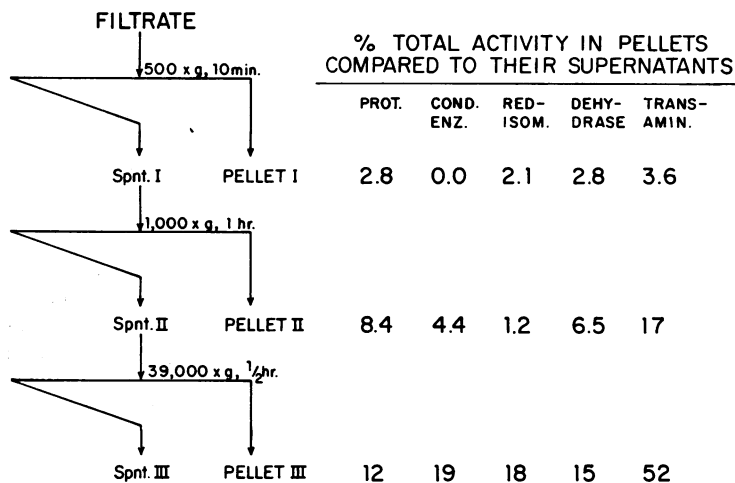 FILTRATE
% TOTAL ACTIVITY IN PELLETS
COMPARED TO THEIR SUPERNATANTS
500 x g, 10min.
PROT. COND. RED- DEHY- TRANS-
ENZ. ISOM. DRASE AMIN.
Spnt. I PELLET I 2.8 0.0 2.1 2.8 3.6
1,000 x g, 1 hr.
Spnt. II PELLET II 8.4 4.4 1.2 6.5 17
39,000 x g, 1/2 hr.
Spnt. III PELLET III 12 19 18 15 52